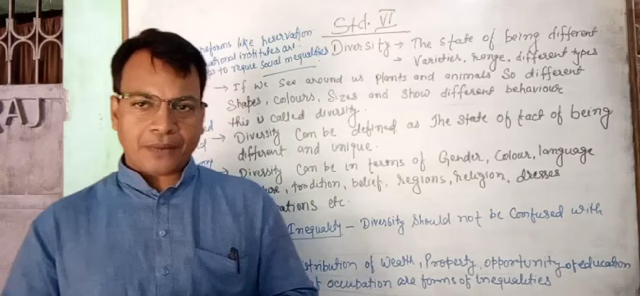 Std. VI
reforms like reservation
educational institutes are
to reduce social inequalities
Diversity → The state of being different
→ Varieties, range, different types
→ If we see around us plants and animals so different
Shapes, Colours, Sizes and show different behaviour
this is called diversity.
→ Diversity can be defined as The state of fact of being
different and unique.
→ Diversity can be in terms of Gender, Colour, language
belief, regions, religion, dresses
etc.
Inequality - Diversity should not be confused with
distribution of Wealth, Property, opportunity of education
occupation are forms of inequalities
RAJ